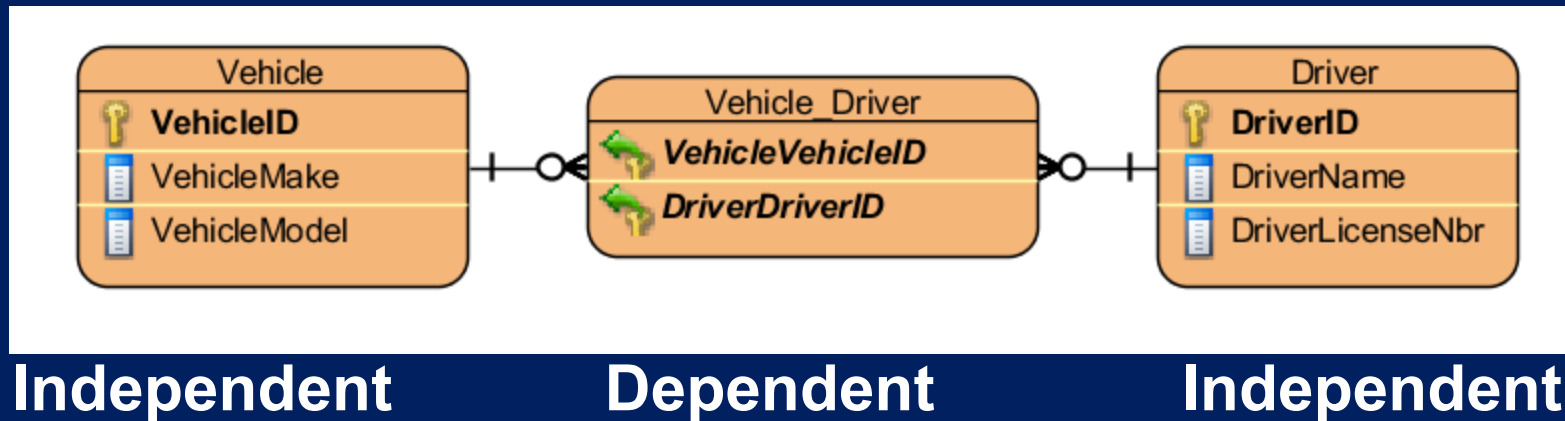 Vehicle
VehicleID
VehicleMake
VehicleModel
Vehicle_Driver
VehicleVehicleID
DriverDriverID
Driver
DriverID
DriverName
DriverLicenseNbr
Independent Dependent Independent